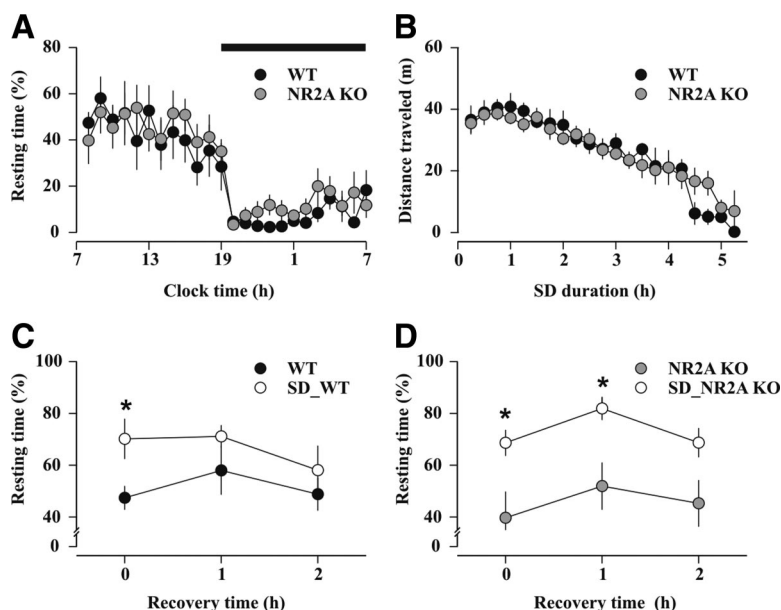 A
Resting time (%)
80
60
40
20
0
WT
NR2A KO
7
13
19
1
7
Clock time (h)
B
Distance traveled (m)
60
40
20
0
WT
NR2A KO
0
1
2
3
4
5
SD duration (h)
C
Resting time (%)
100
80
60
40
0
*
WT
SD_WT
0
1
2
Recovery time (h)
D
Resting time (%)
100
80
60
40
0
*
*
NR2A KO
SD_NR2A KO
0
1
2
Recovery time (h)